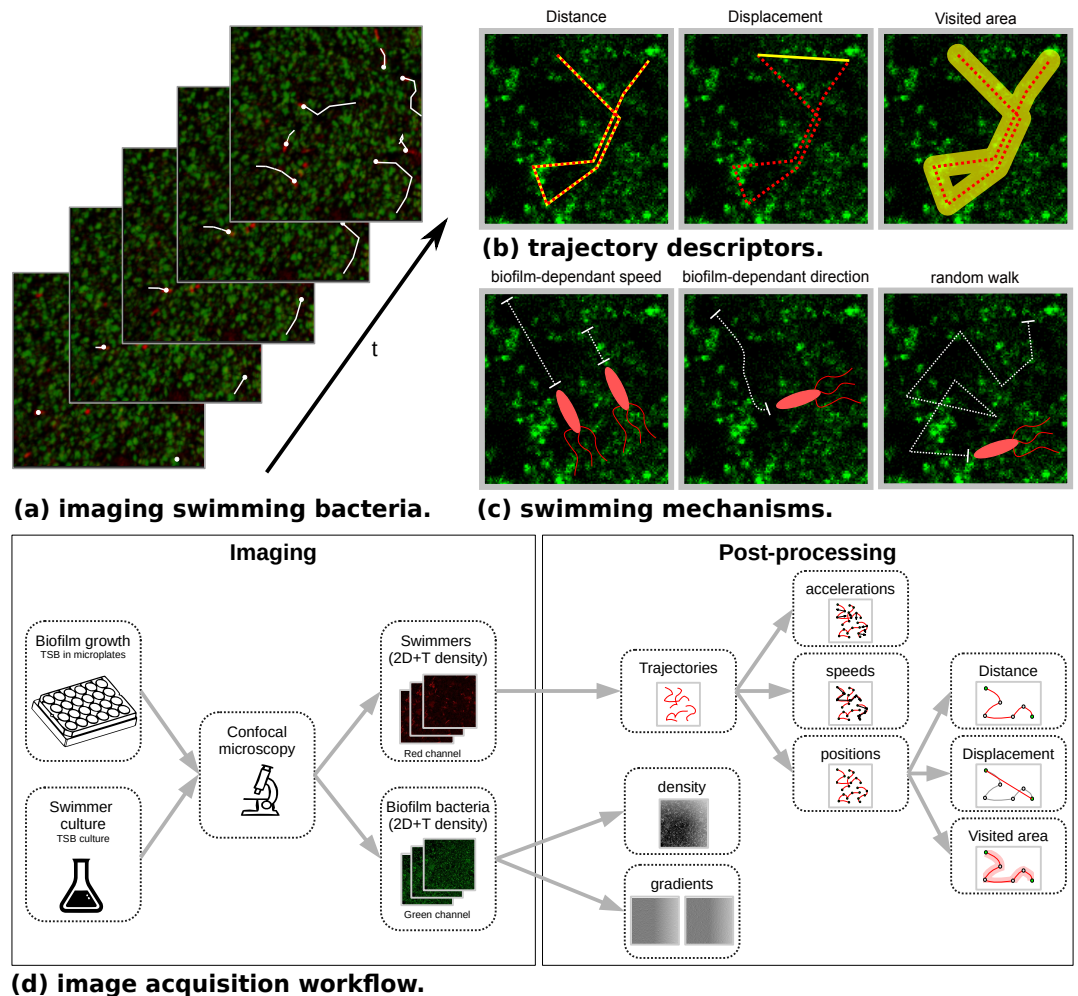 t
(a) imaging swimming bacteria.
Distance
Displacement
Visited area
(b) trajectory descriptors.
biofilm-dependant speed
biofilm-dependant direction
random walk
(c) swimming mechanisms.
Imaging
Biofilm growth
TSB in microplates
Swimmer
culture
TSB culture
Confocal
microscopy
Swimmers
(2D+T density)
Red channel
Biofilm bacteria
(2D+T density)
Green channel
Post-processing
Trajectories
density
gradients
accelerations
speeds
positions
Distance
Displacement
Visited area
(d) image acquisition workflow.